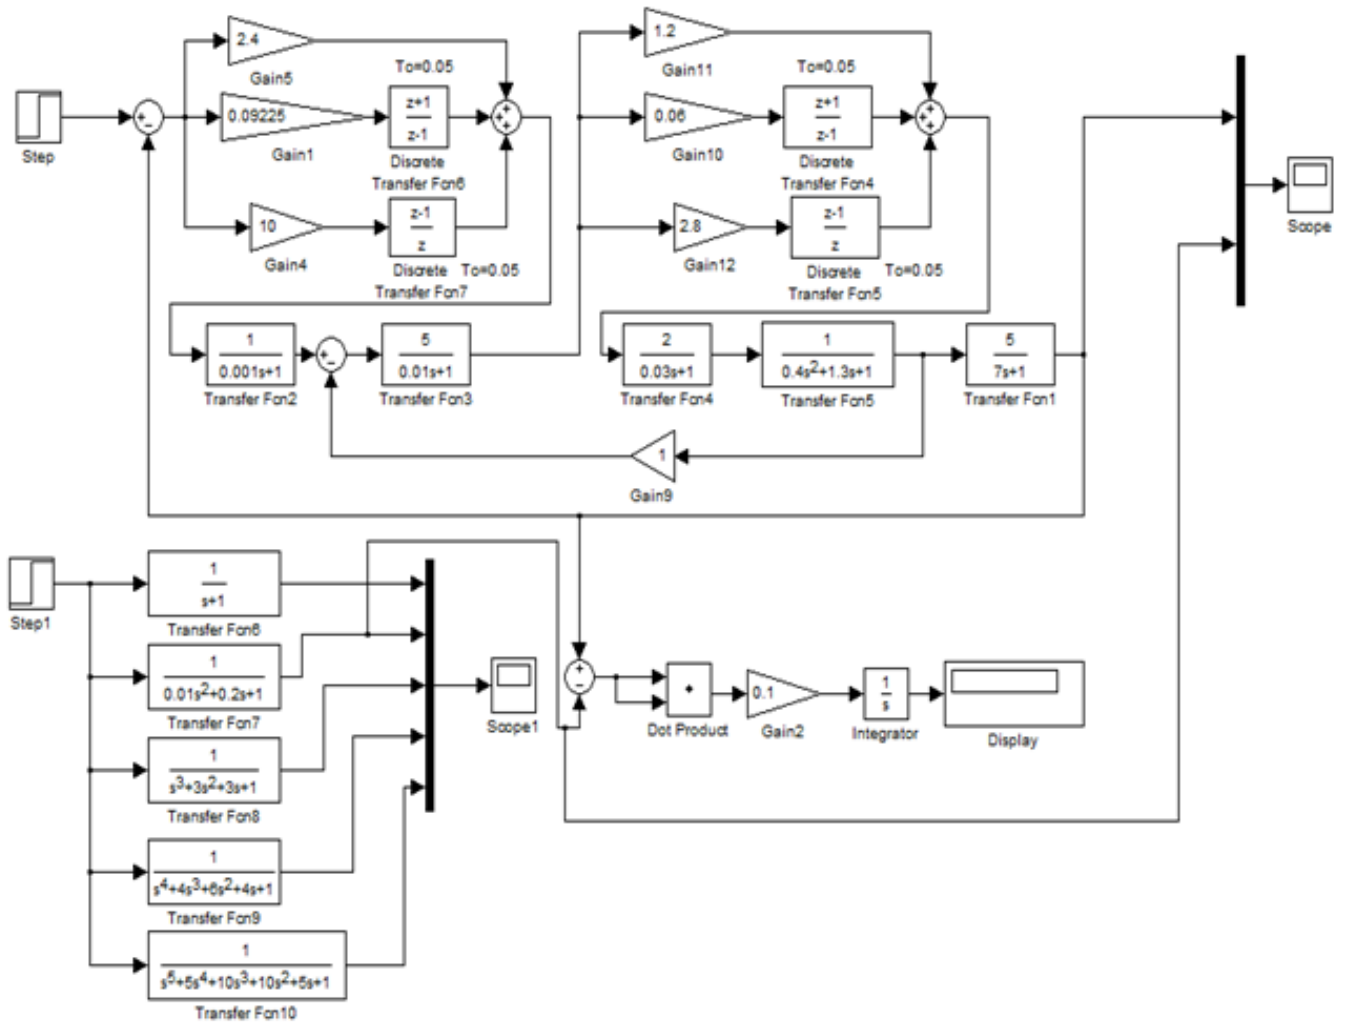 2.4
Gain5
To=0.05
1.2
Gain11
To=0.05
Step
+
-
0.09225
Gain1
z+1
z-1
Discrete
Transfer Fcn6
+
+
+
0.06
Gain10
z+1
z-1
Discrete
Transfer Fcn4
+
+
+
Scope
10
Gain4
z-1
z
Discrete
Transfer Fcn7
To=0.05
2.8
Gain12
z-1
z
Discrete
Transfer Fcn5
To=0.05
1
0.001s+1
Transfer Fcn2
+
-
5
0.01s+1
Transfer Fcn3
2
0.03s+1
Transfer Fcn4
1
0.4s²+1.3s+1
Transfer Fcn5
5
7s+1
Transfer Fcn1
1
Gain9
Step1
1
s+1
Transfer Fcn6
1
0.01s²+0.2s+1
Transfer Fcn7
Scope1
+
-
Dot Product
0.1
Gain2
1
s
Integrator
Display
1
s³+3s²+3s+1
Transfer Fcn8
1
s⁴+4s³+6s²+4s+1
Transfer Fcn9
1
s⁵+5s⁴+10s³+10s²+5s+1
Transfer Fcn10